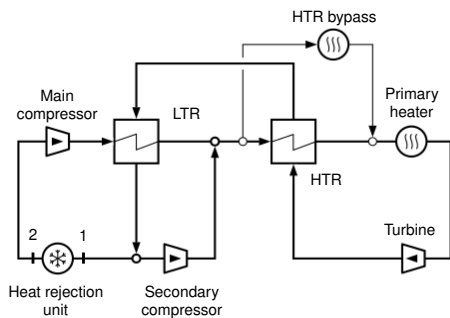 HTR bypass
Main
compressor
LTR
Primary
heater
HTR
2
1
Turbine
Heat rejection
unit
Secondary
compressor